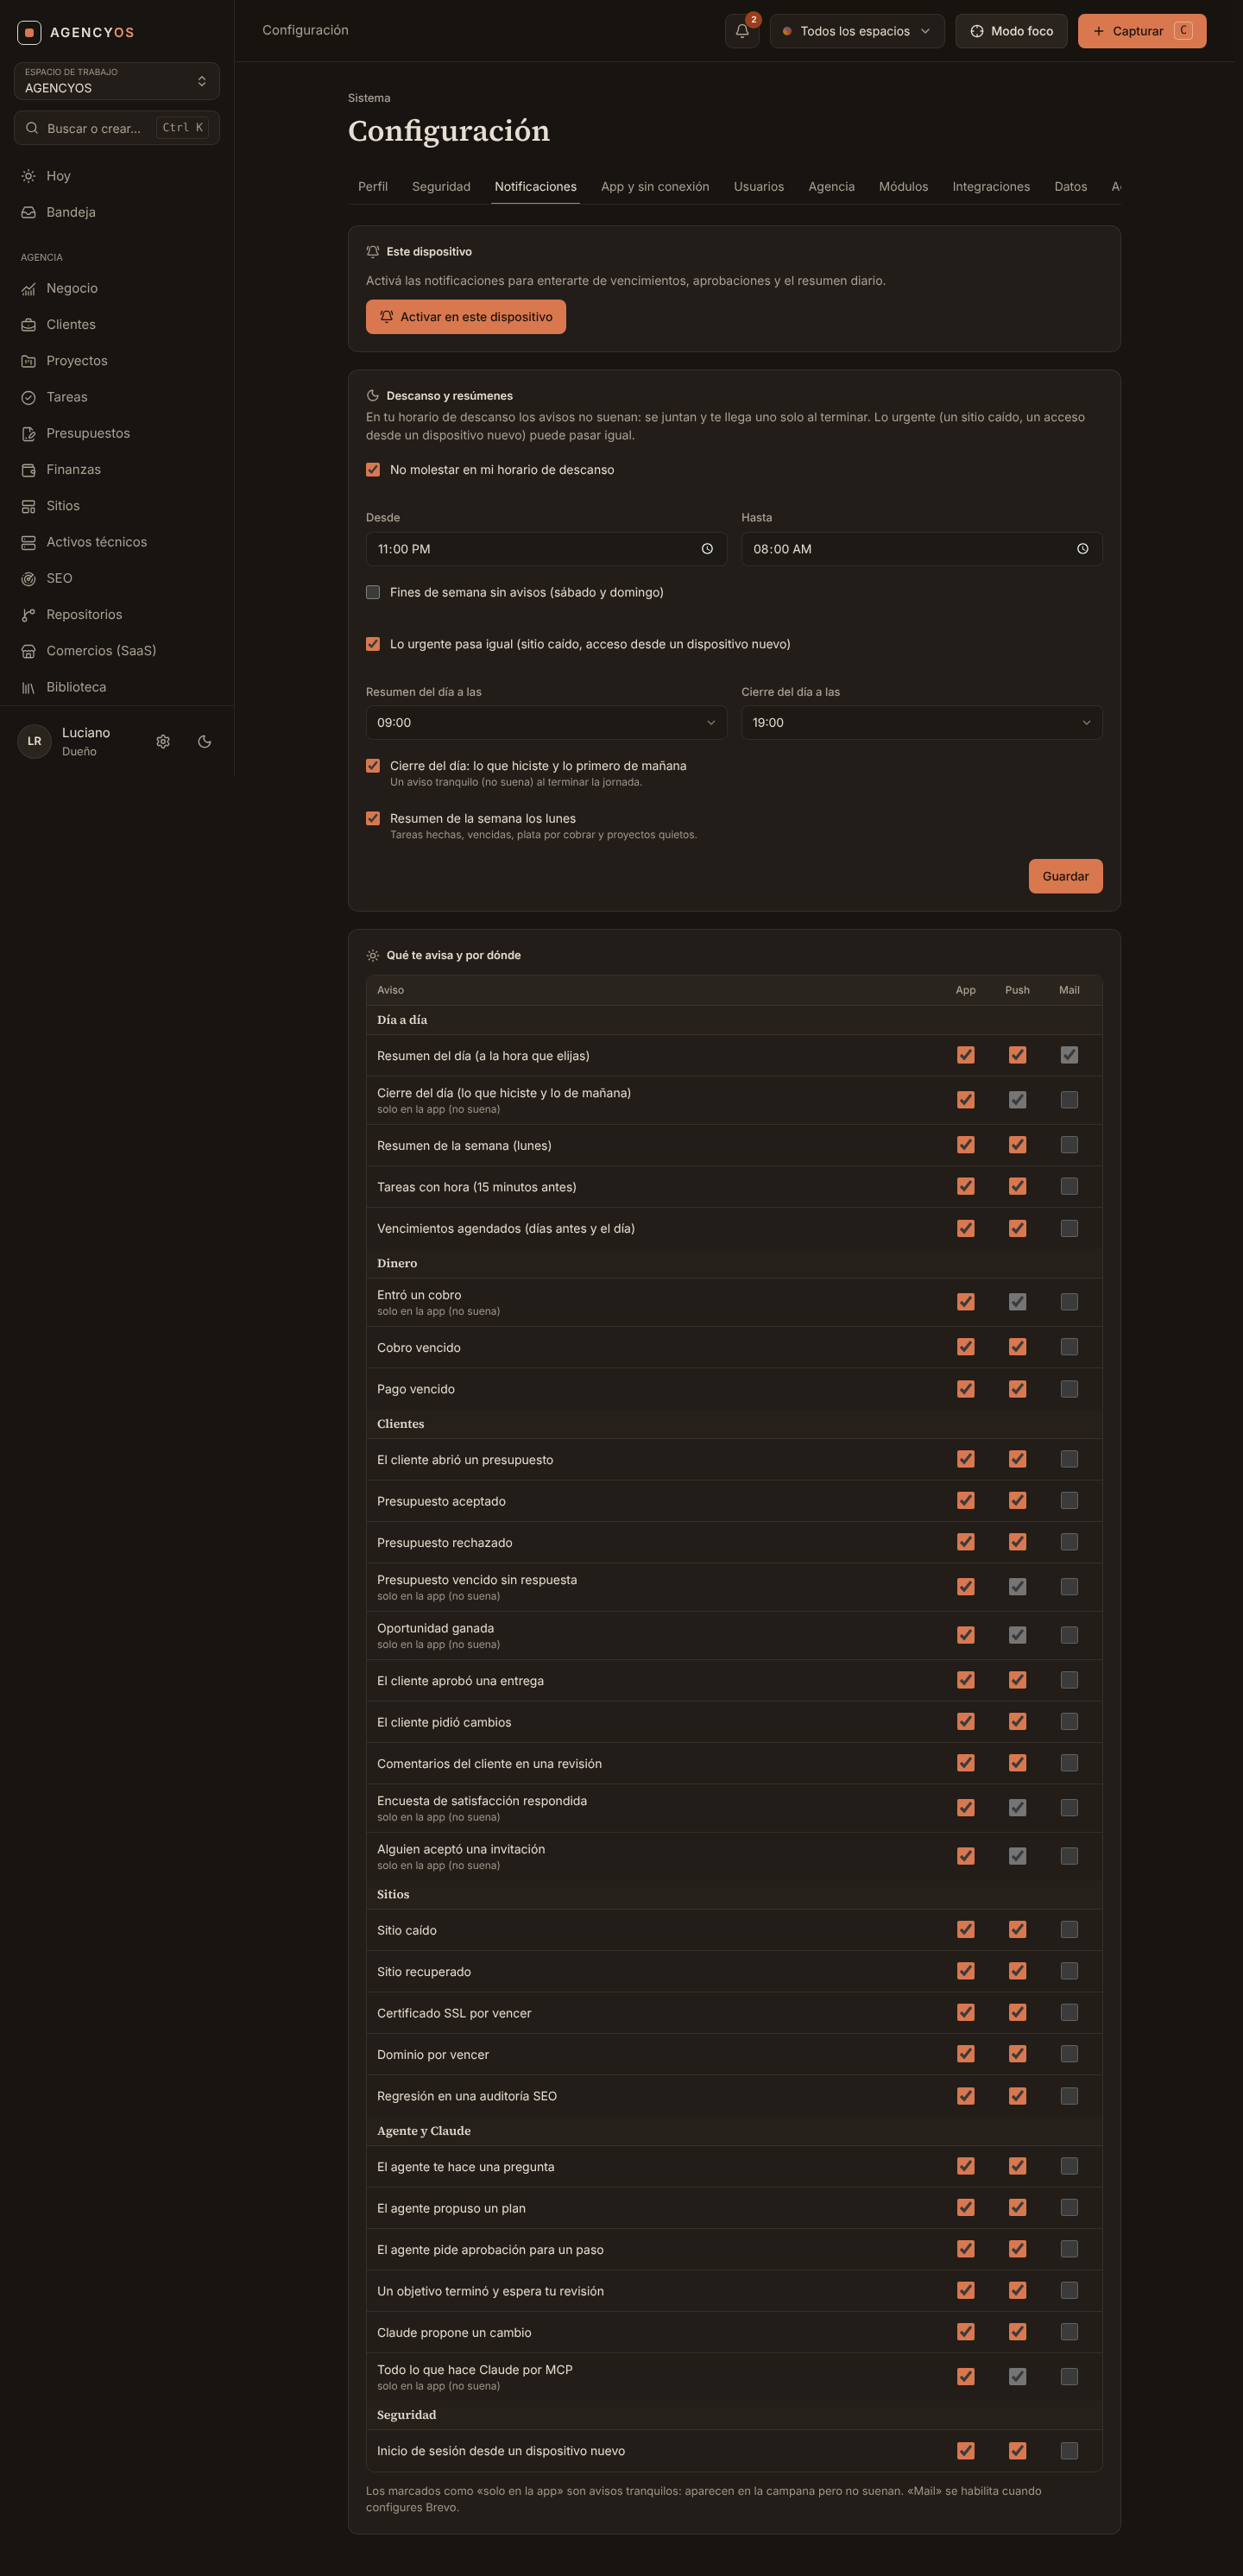 AGENCYOS
ESPACIO DE TRABAJO
AGENCYOS
Buscar o crear... Ctrl K
Hoy
Bandeja
AGENCIA
Negocio
Clientes
Proyectos
Tareas
Presupuestos
Finanzas
Sitios
Activos técnicos
SEO
Repositorios
Comercios (SaaS)
Biblioteca
LR
Luciano
Dueño
Configuración
2
Todos los espacios
Modo foco
Capturar C
Sistema
Configuración
Perfil Seguridad Notificaciones App y sin conexión Usuarios Agencia Módulos Integraciones Datos
Este dispositivo
Activá las notificaciones para enterarte de vencimientos, aprobaciones y el resumen diario.
Activar en este dispositivo
Descanso y resúmenes
En tu horario de descanso los avisos no suenan: se juntan y te llega uno solo al terminar. Lo urgente (un sitio caído, un acceso
desde un dispositivo nuevo) puede pasar igual.
No molestar en mi horario de descanso
Desde Hasta
11:00 PM 08:00 AM
Fines de semana sin avisos (sábado y domingo)
Lo urgente pasa igual (sitio caído, acceso desde un dispositivo nuevo)
Resumen del día a las Cierre del día a las
09:00 19:00
Cierre del día: lo que hiciste y lo primero de mañana
Un aviso tranquilo (no suena) al terminar la jornada.
Resumen de la semana los lunes
Tareas hechas, vencidas, plata por cobrar y proyectos quietos.
Guardar
Qué te avisa y por dónde
Aviso App Push Mail
Día a día
Resumen del día (a la hora que elijas)
Cierre del día (lo que hiciste y lo de mañana)
solo en la app (no suena)
Resumen de la semana (lunes)
Tareas con hora (15 minutos antes)
Vencimientos agendados (días antes y el día)
Dinero
Entró un cobro
solo en la app (no suena)
Cobro vencido
Pago vencido
Clientes
El cliente abrió un presupuesto
Presupuesto aceptado
Presupuesto rechazado
Presupuesto vencido sin respuesta
solo en la app (no suena)
Oportunidad ganada
solo en la app (no suena)
El cliente aprobó una entrega
El cliente pidió cambios
Comentarios del cliente en una revisión
Encuesta de satisfacción respondida
solo en la app (no suena)
Alguien aceptó una invitación
solo en la app (no suena)
Sitios
Sitio caído
Sitio recuperado
Certificado SSL por vencer
Dominio por vencer
Regresión en una auditoría SEO
Agente y Claude
El agente te hace una pregunta
El agente propuso un plan
El agente pide aprobación para un paso
Un objetivo terminó y espera tu revisión
Claude propone un cambio
Todo lo que hace Claude por MCP
solo en la app (no suena)
Seguridad
Inicio de sesión desde un dispositivo nuevo
Los marcados como «solo en la app» son avisos tranquilos: aparecen en la campana pero no suenan. «Mail» se habilita cuando
configures Brevo.